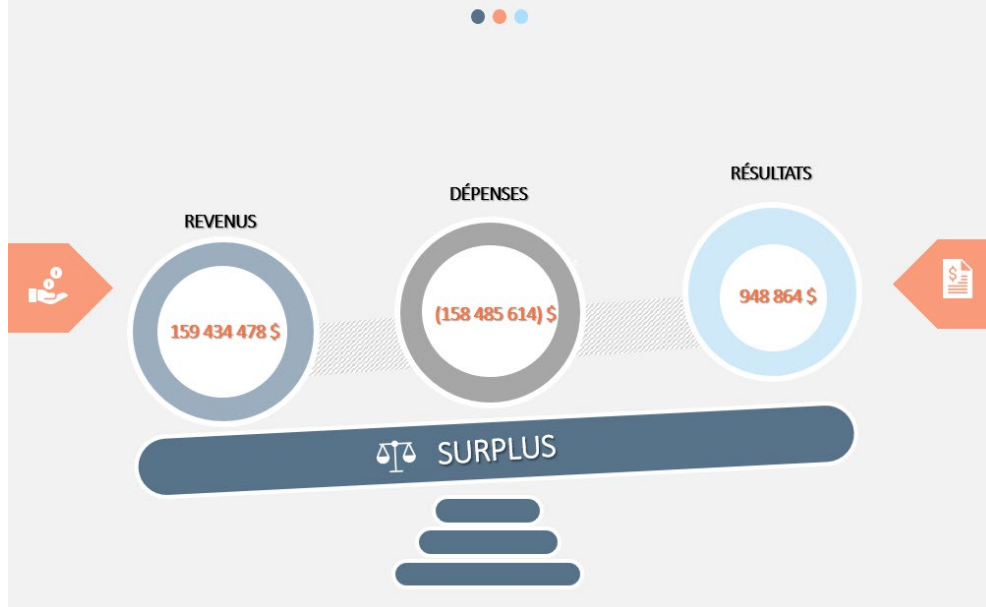 REVENUS
159 434 478 $
DÉPENSES
(158 485 614) $
RÉSULTATS
948 864 $
SURPLUS